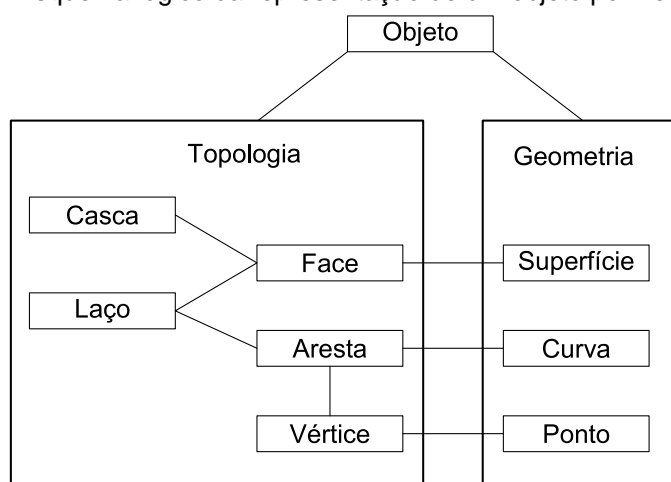 Objeto
Topologia
Geometria
Casca
Face
Superfície
Laço
Aresta
Curva
Vértice
Ponto